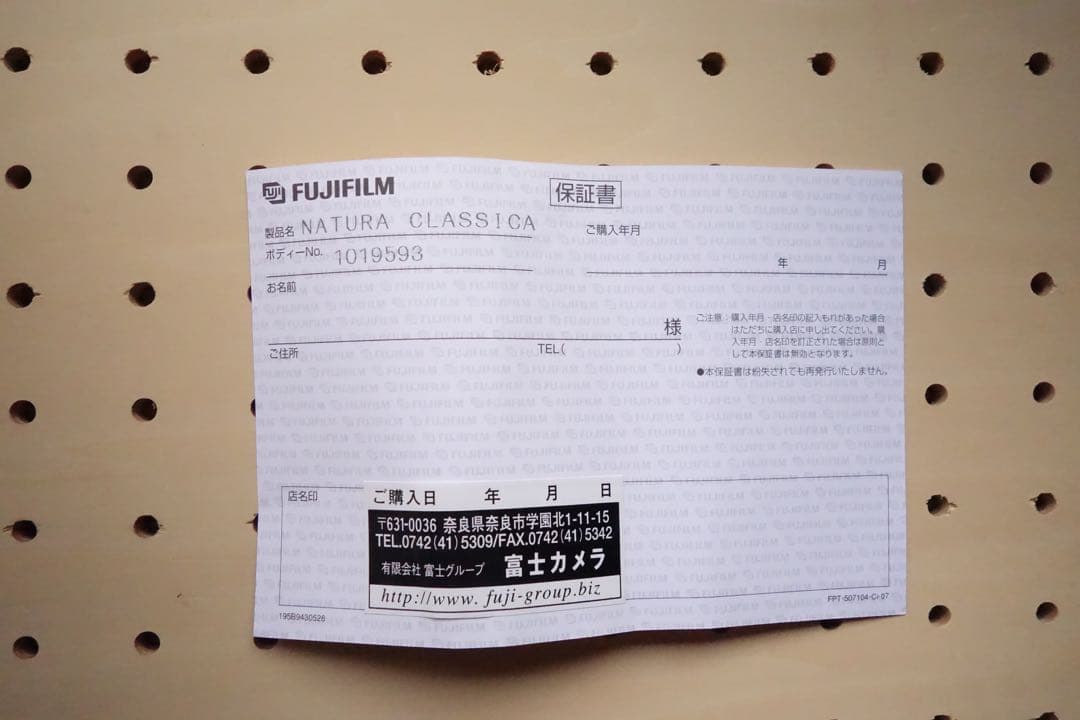 FUJIFILM
保証書
製品名 NATURA CLASSICA
ボディーNo. 1019593
ご購入年月
年 月
お名前
様
ご住所 TEL( )
ご注意:購入年月・店名印の記入もれがあった場合
はただちに購入店に申し出てください。購
入年月・店名印を訂正された場合は原則と
して本保証書は無効となります。
●本保証書は紛失されても再発行いたしません。
店名印
ご購入日 年 月 日
〒631-0036 奈良県奈良市学園北1-11-15
TEL.0742(41)5309/FAX.0742(41)5342
有限会社 富士グループ 富士カメラ
http://www.fuji-group.biz
195B9430526
FPT-507104-Ci-07